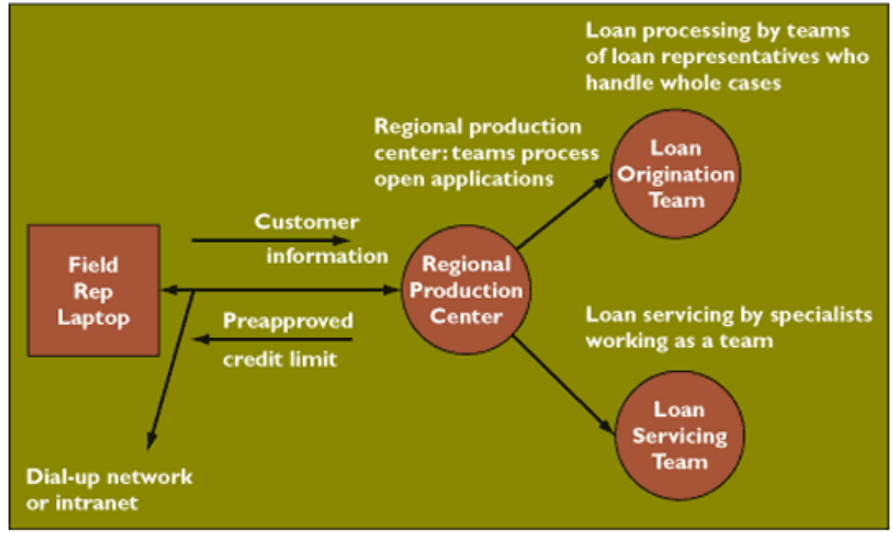 Loan processing by teams
of loan representatives who
handle whole cases
Regional production
center: teams process
open applications
Loan
Origination
Team
Customer
information
Field
Rep
Laptop
Regional
Production
Center
Preapproved
credit limit
Loan servicing by specialists
working as a team
Loan
Servicing
Team
Dial-up network
or intranet